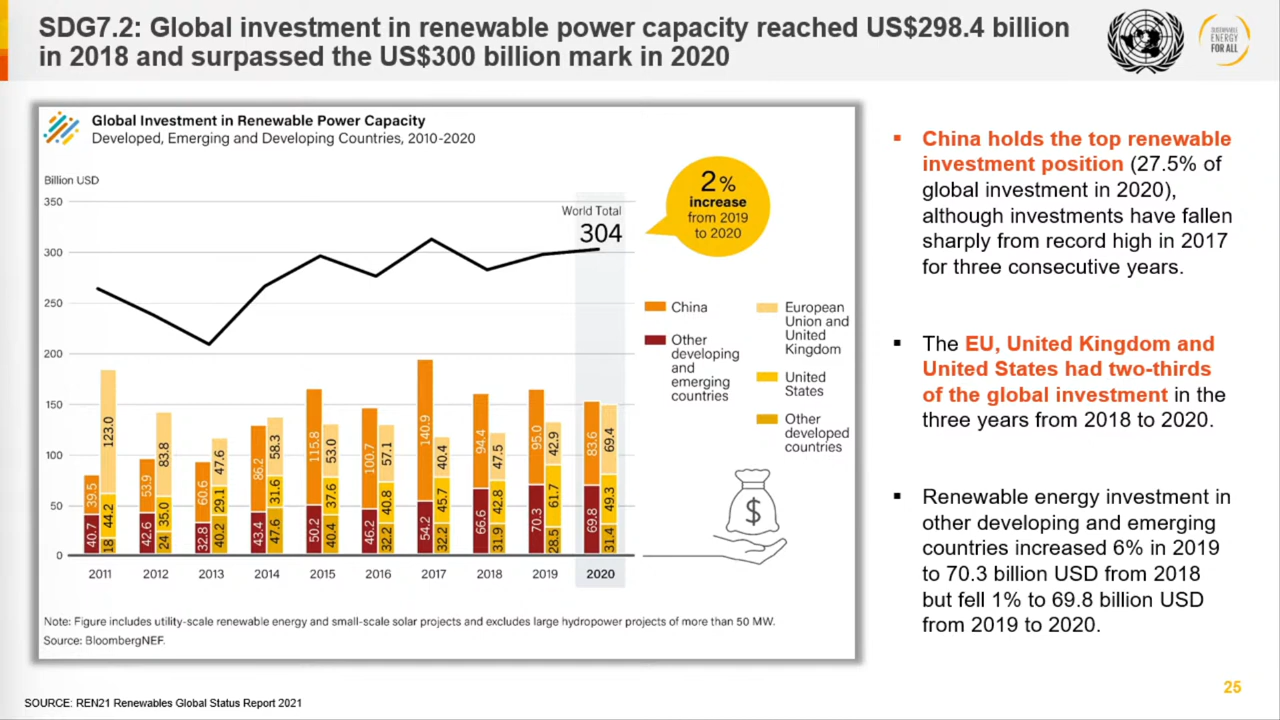 SDG7.2: Global investment in renewable power capacity reached US$298.4 billion
in 2018 and surpassed the US$300 billion mark in 2020
SUSTAINABLE
ENERGY
FOR ALL
Global Investment in Renewable Power Capacity
Developed, Emerging and Developing Countries, 2010-2020
Billion USD
350
300
250
200
150
100
50
0
World Total
304
2%
increase
from 2019
to 2020
China
Other
developing
and
emerging
countries
European
Union and
United
Kingdom
United
States
Other
developed
countries
$
39.5
40.7
123.0
44.2
18
53.9
42.6
83.8
35.0
24
60.6
32.8
47.6
29.1
40.2
86.2
43.4
58.3
31.6
47.6
115.8
50.2
53.0
37.6
40.4
100.7
46.2
57.1
40.8
32.2
140.9
54.2
40.4
45.7
32.2
94.4
66.6
47.5
42.8
31.9
95.0
70.3
42.9
61.7
28.5
83.6
69.8
69.4
49.3
31.4
2011 2012 2013 2014 2015 2016 2017 2018 2019 2020
Note: Figure includes utility-scale renewable energy and small-scale solar projects and excludes large hydropower projects of more than 50 MW.
Source: BloombergNEF.
▪ China holds the top renewable
investment position (27.5% of
global investment in 2020),
although investments have fallen
sharply from record high in 2017
for three consecutive years.
▪ The EU, United Kingdom and
United States had two-thirds
of the global investment in the
three years from 2018 to 2020.
▪ Renewable energy investment in
other developing and emerging
countries increased 6% in 2019
to 70.3 billion USD from 2018
but fell 1% to 69.8 billion USD
from 2019 to 2020.
25
SOURCE: REN21 Renewables Global Status Report 2021